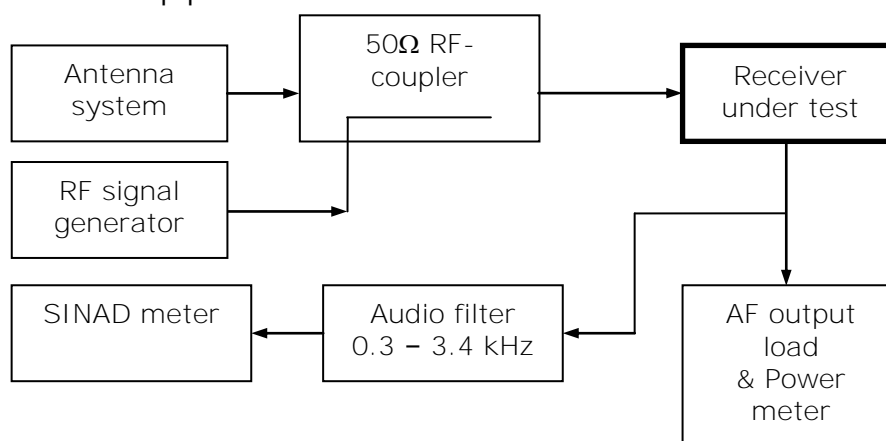 Antenna
system
50Ω RF-
coupler
Receiver
under test
RF signal
generator
SINAD meter
Audio filter
0.3 – 3.4 kHz
AF output
load
& Power
meter